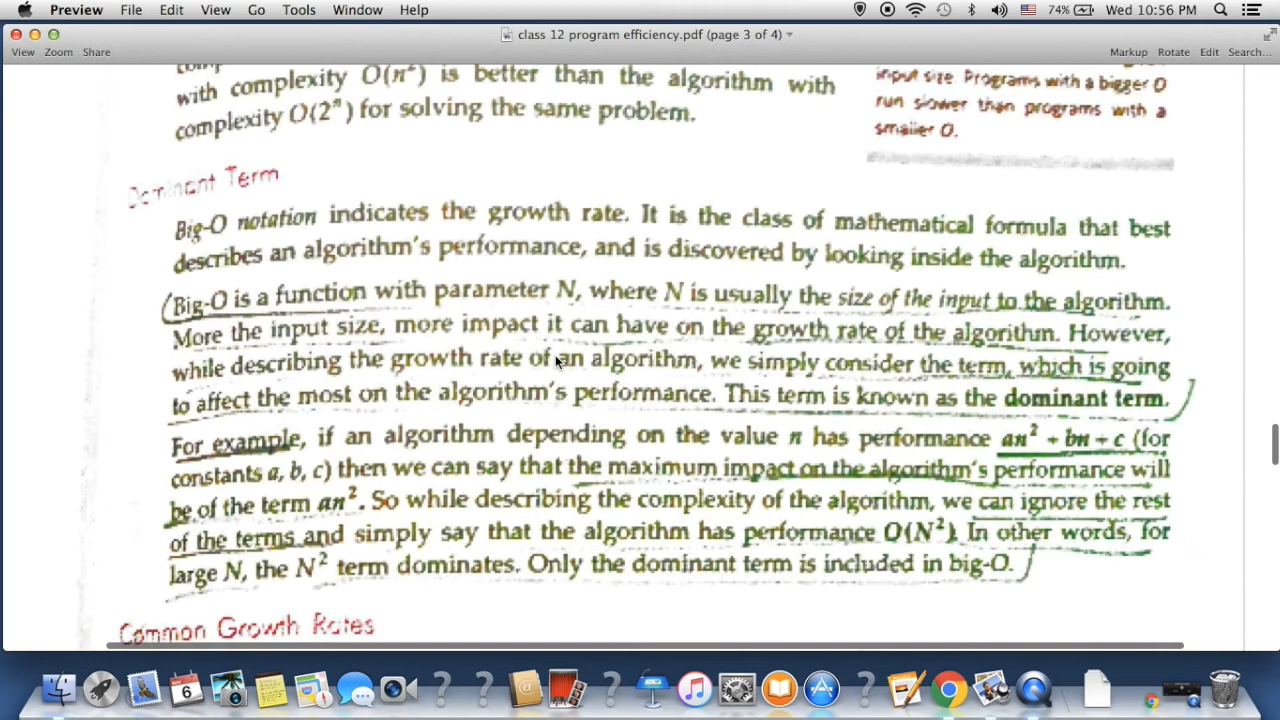 Preview File Edit View Go Tools Window Help 74% Wed 10:56 PM
class 12 program efficiency.pdf (page 3 of 4)
View Zoom Share Markup Rotate Edit Search...
with complexity O(n²) is better than the algorithm with
complexity O(2ⁿ) for solving the same problem.
input size. Programs with a bigger O
run slower than programs with a
smaller O.
Dominant Term
Big-O notation indicates the growth rate. It is the class of mathematical formula that best
describes an algorithm's performance, and is discovered by looking inside the algorithm.
Big-O is a function with parameter N, where N is usually the size of the input to the algorithm.
More the input size, more impact it can have on the growth rate of the algorithm. However,
while describing the growth rate of an algorithm, we simply consider the term, which is going
to affect the most on the algorithm's performance. This term is known as the dominant term.
For example, if an algorithm depending on the value n has performance an² + bn + c (for
constants a, b, c) then we can say that the maximum impact on the algorithm's performance will
be of the term an². So while describing the complexity of the algorithm, we can ignore the rest
of the terms and simply say that the algorithm has performance O(N²). In other words, for
large N, the N² term dominates. Only the dominant term is included in big-O.
Common Growth Rates
6